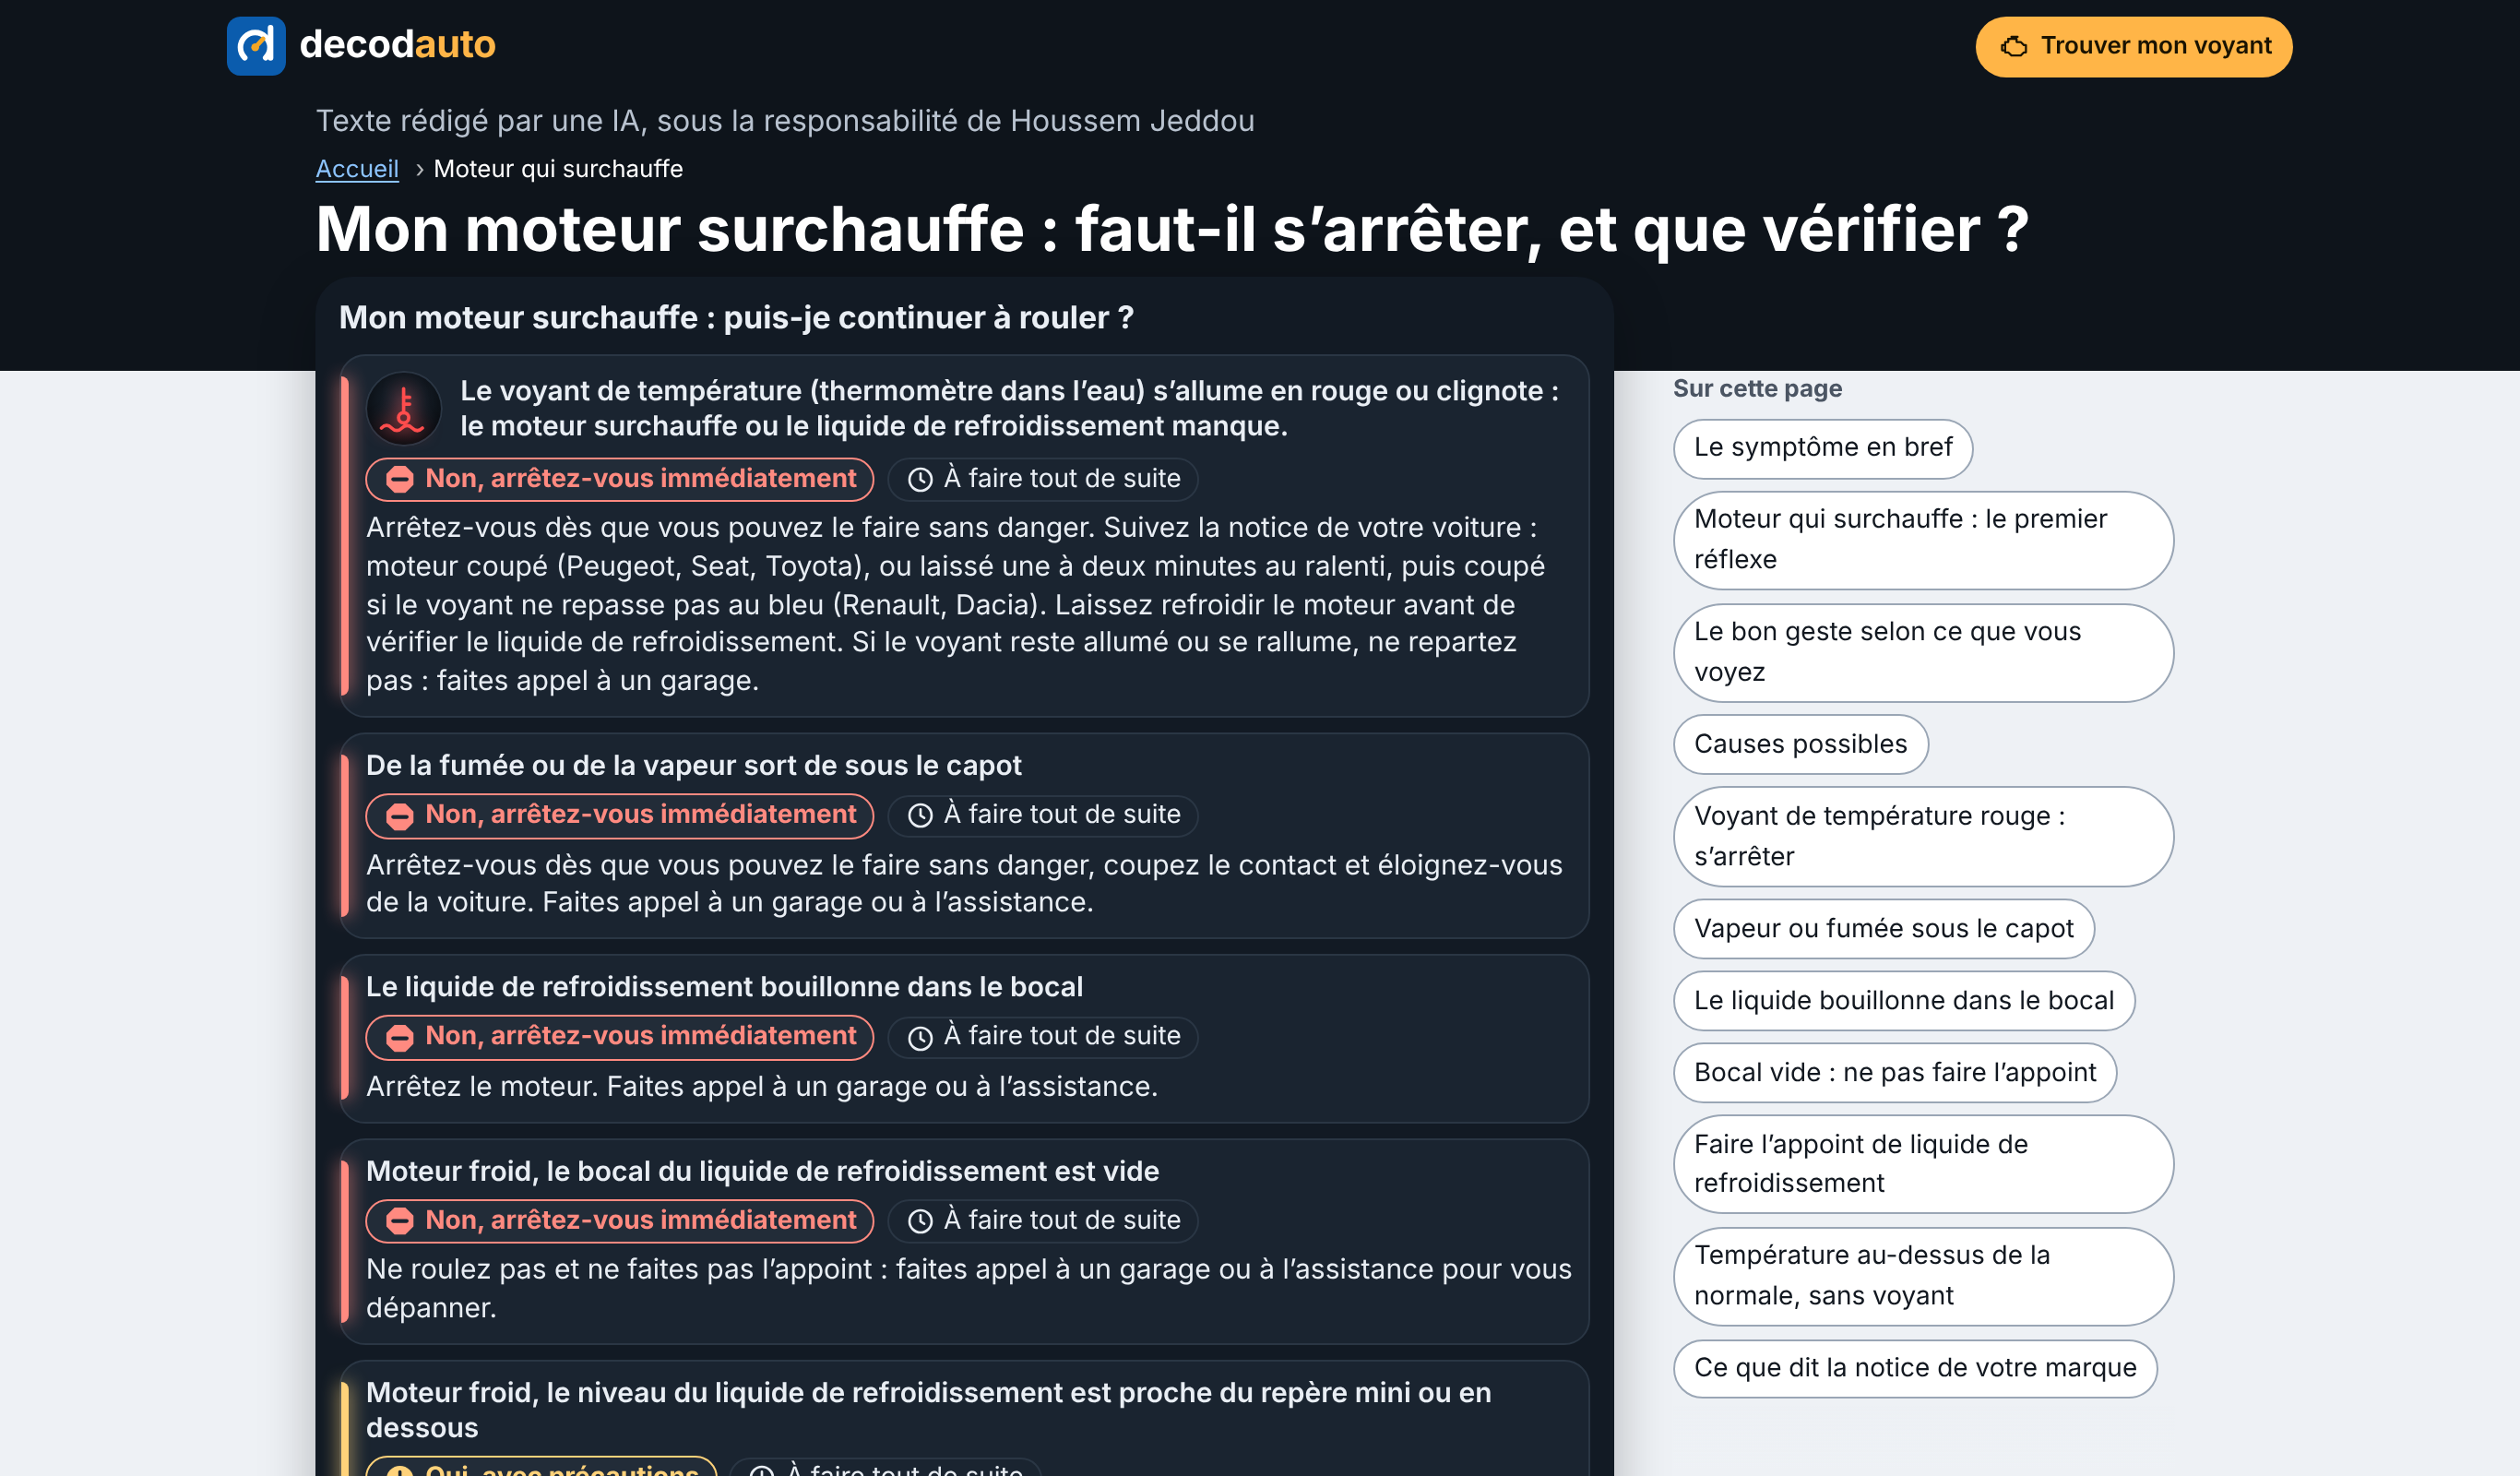 decodauto
Trouver mon voyant
Texte rédigé par une IA, sous la responsabilité de Houssem Jeddou
Accueil › Moteur qui surchauffe
Mon moteur surchauffe : faut-il s’arrêter, et que vérifier ?
Mon moteur surchauffe : puis-je continuer à rouler ?
Le voyant de température (thermomètre dans l’eau) s’allume en rouge ou clignote :
le moteur surchauffe ou le liquide de refroidissement manque.
Non, arrêtez-vous immédiatement
À faire tout de suite
Arrêtez-vous dès que vous pouvez le faire sans danger. Suivez la notice de votre voiture :
moteur coupé (Peugeot, Seat, Toyota), ou laissé une à deux minutes au ralenti, puis coupé
si le voyant ne repasse pas au bleu (Renault, Dacia). Laissez refroidir le moteur avant de
vérifier le liquide de refroidissement. Si le voyant reste allumé ou se rallume, ne repartez
pas : faites appel à un garage.
De la fumée ou de la vapeur sort de sous le capot
Non, arrêtez-vous immédiatement
À faire tout de suite
Arrêtez-vous dès que vous pouvez le faire sans danger, coupez le contact et éloignez-vous
de la voiture. Faites appel à un garage ou à l’assistance.
Le liquide de refroidissement bouillonne dans le bocal
Non, arrêtez-vous immédiatement
À faire tout de suite
Arrêtez le moteur. Faites appel à un garage ou à l’assistance.
Moteur froid, le bocal du liquide de refroidissement est vide
Non, arrêtez-vous immédiatement
À faire tout de suite
Ne roulez pas et ne faites pas l’appoint : faites appel à un garage ou à l’assistance pour vous
dépanner.
Moteur froid, le niveau du liquide de refroidissement est proche du repère mini ou en
dessous
Oui, avec précautions
À faire tout de suite
Sur cette page
Le symptôme en bref
Moteur qui surchauffe : le premier
réflexe
Le bon geste selon ce que vous
voyez
Causes possibles
Voyant de température rouge :
s’arrêter
Vapeur ou fumée sous le capot
Le liquide bouillonne dans le bocal
Bocal vide : ne pas faire l’appoint
Faire l’appoint de liquide de
refroidissement
Température au-dessus de la
normale, sans voyant
Ce que dit la notice de votre marque